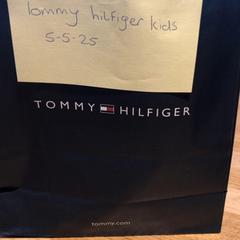 Tommy hilfiger kids
5-5-25
TOMMY HILFIGER
tommy.com